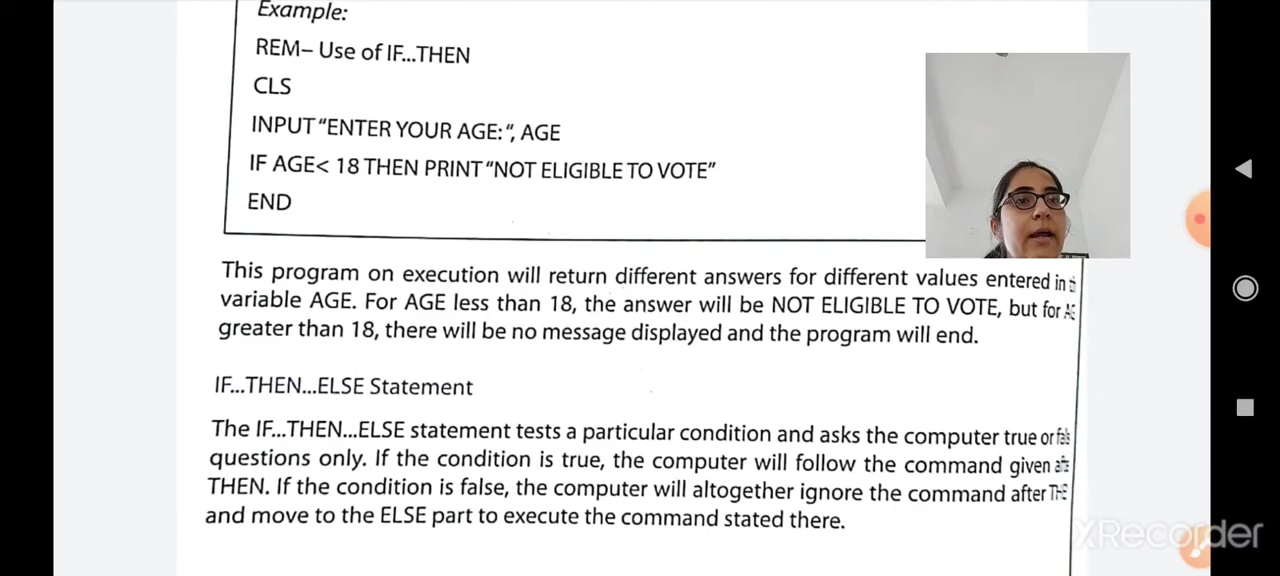 Example:
REM– Use of IF...THEN
CLS
INPUT “ENTER YOUR AGE: “, AGE
IF AGE< 18 THEN PRINT “NOT ELIGIBLE TO VOTE”
END
This program on execution will return different answers for different values entered in
variable AGE. For AGE less than 18, the answer will be NOT ELIGIBLE TO VOTE, but for
greater than 18, there will be no message displayed and the program will end.
IF...THEN...ELSE Statement
The IF...THEN...ELSE statement tests a particular condition and asks the computer true or
questions only. If the condition is true, the computer will follow the command given
THEN. If the condition is false, the computer will altogether ignore the command after
and move to the ELSE part to execute the command stated there.
XRecorder